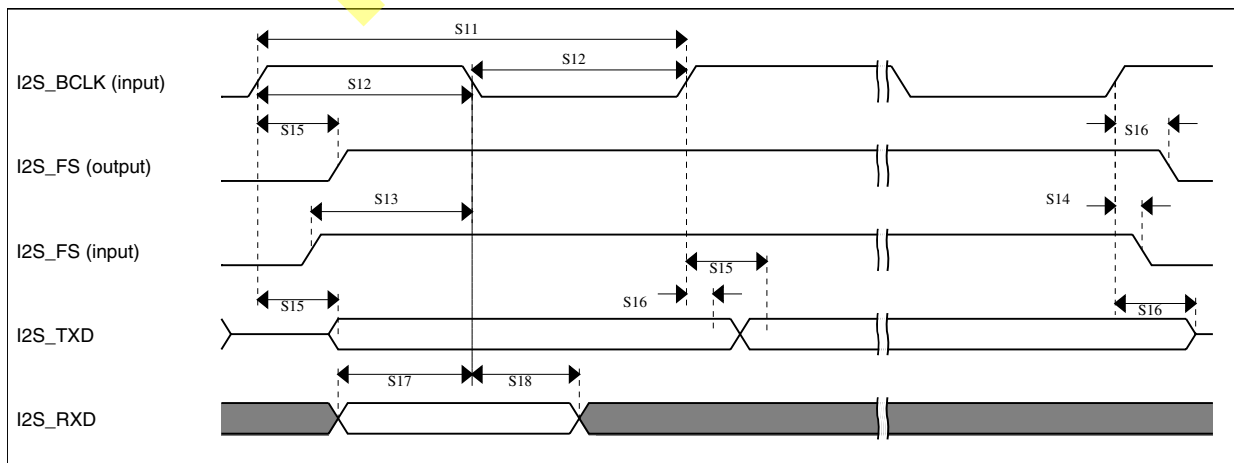 S11
I2S_BCLK (input)
S12
S12
S15
S16
I2S_FS (output)
S13
S14
I2S_FS (input)
S15
S15
S16
S16
I2S_TXD
S17
S18
I2S_RXD